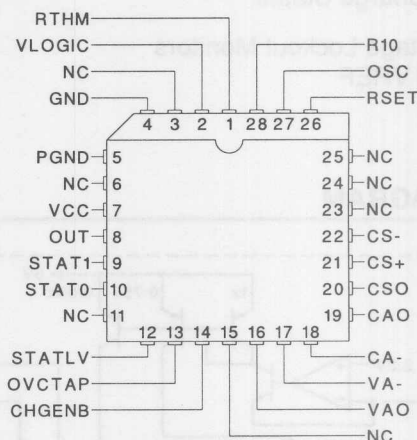 RTHM
VLOGIC
NC
GND
R10
OSC
RSET
4 3 2 1 28 27 26
PGND 5
NC 6
VCC 7
OUT 8
STAT1 9
STAT0 10
NC 11
25 NC
24 NC
23 NC
22 CS-
21 CS+
20 CSO
19 CAO
12 13 14 15 16 17 18
STATLV
OVCTAP
CHGENB
CA-
VA-
VAO
NC